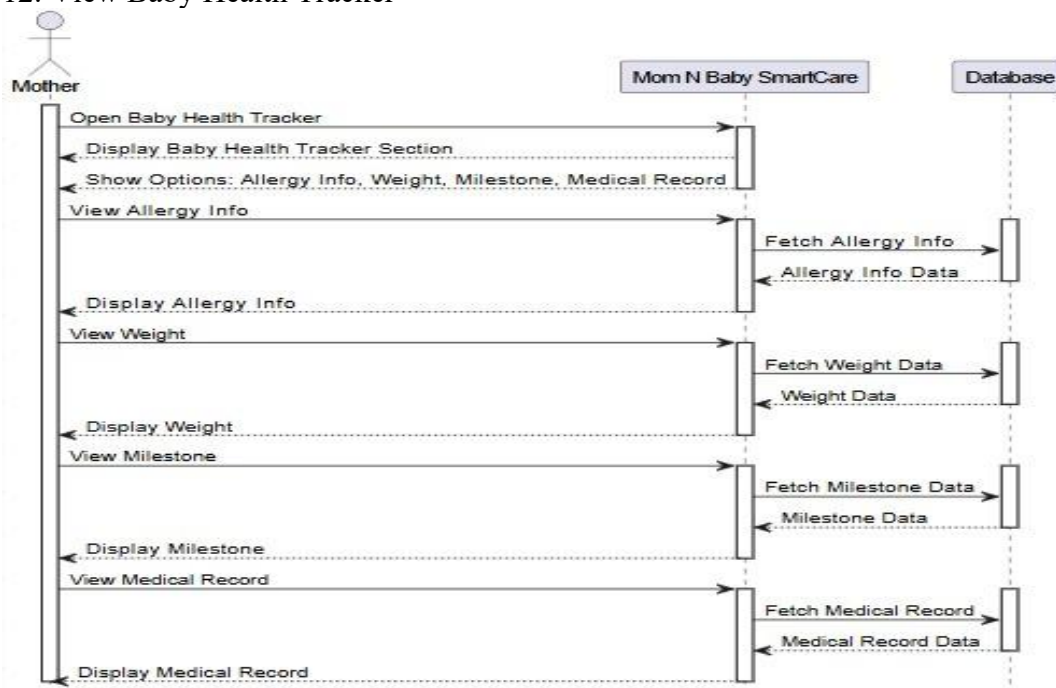 12. View Baby Health Tracker
Mother
Mom N Baby SmartCare
Database
Open Baby Health Tracker
Display Baby Health Tracker Section
Show Options: Allergy Info, Weight, Milestone, Medical Record
View Allergy Info
Fetch Allergy Info
Allergy Info Data
Display Allergy Info
View Weight
Fetch Weight Data
Weight Data
Display Weight
View Milestone
Fetch Milestone Data
Milestone Data
Display Milestone
View Medical Record
Fetch Medical Record
Medical Record Data
Display Medical Record